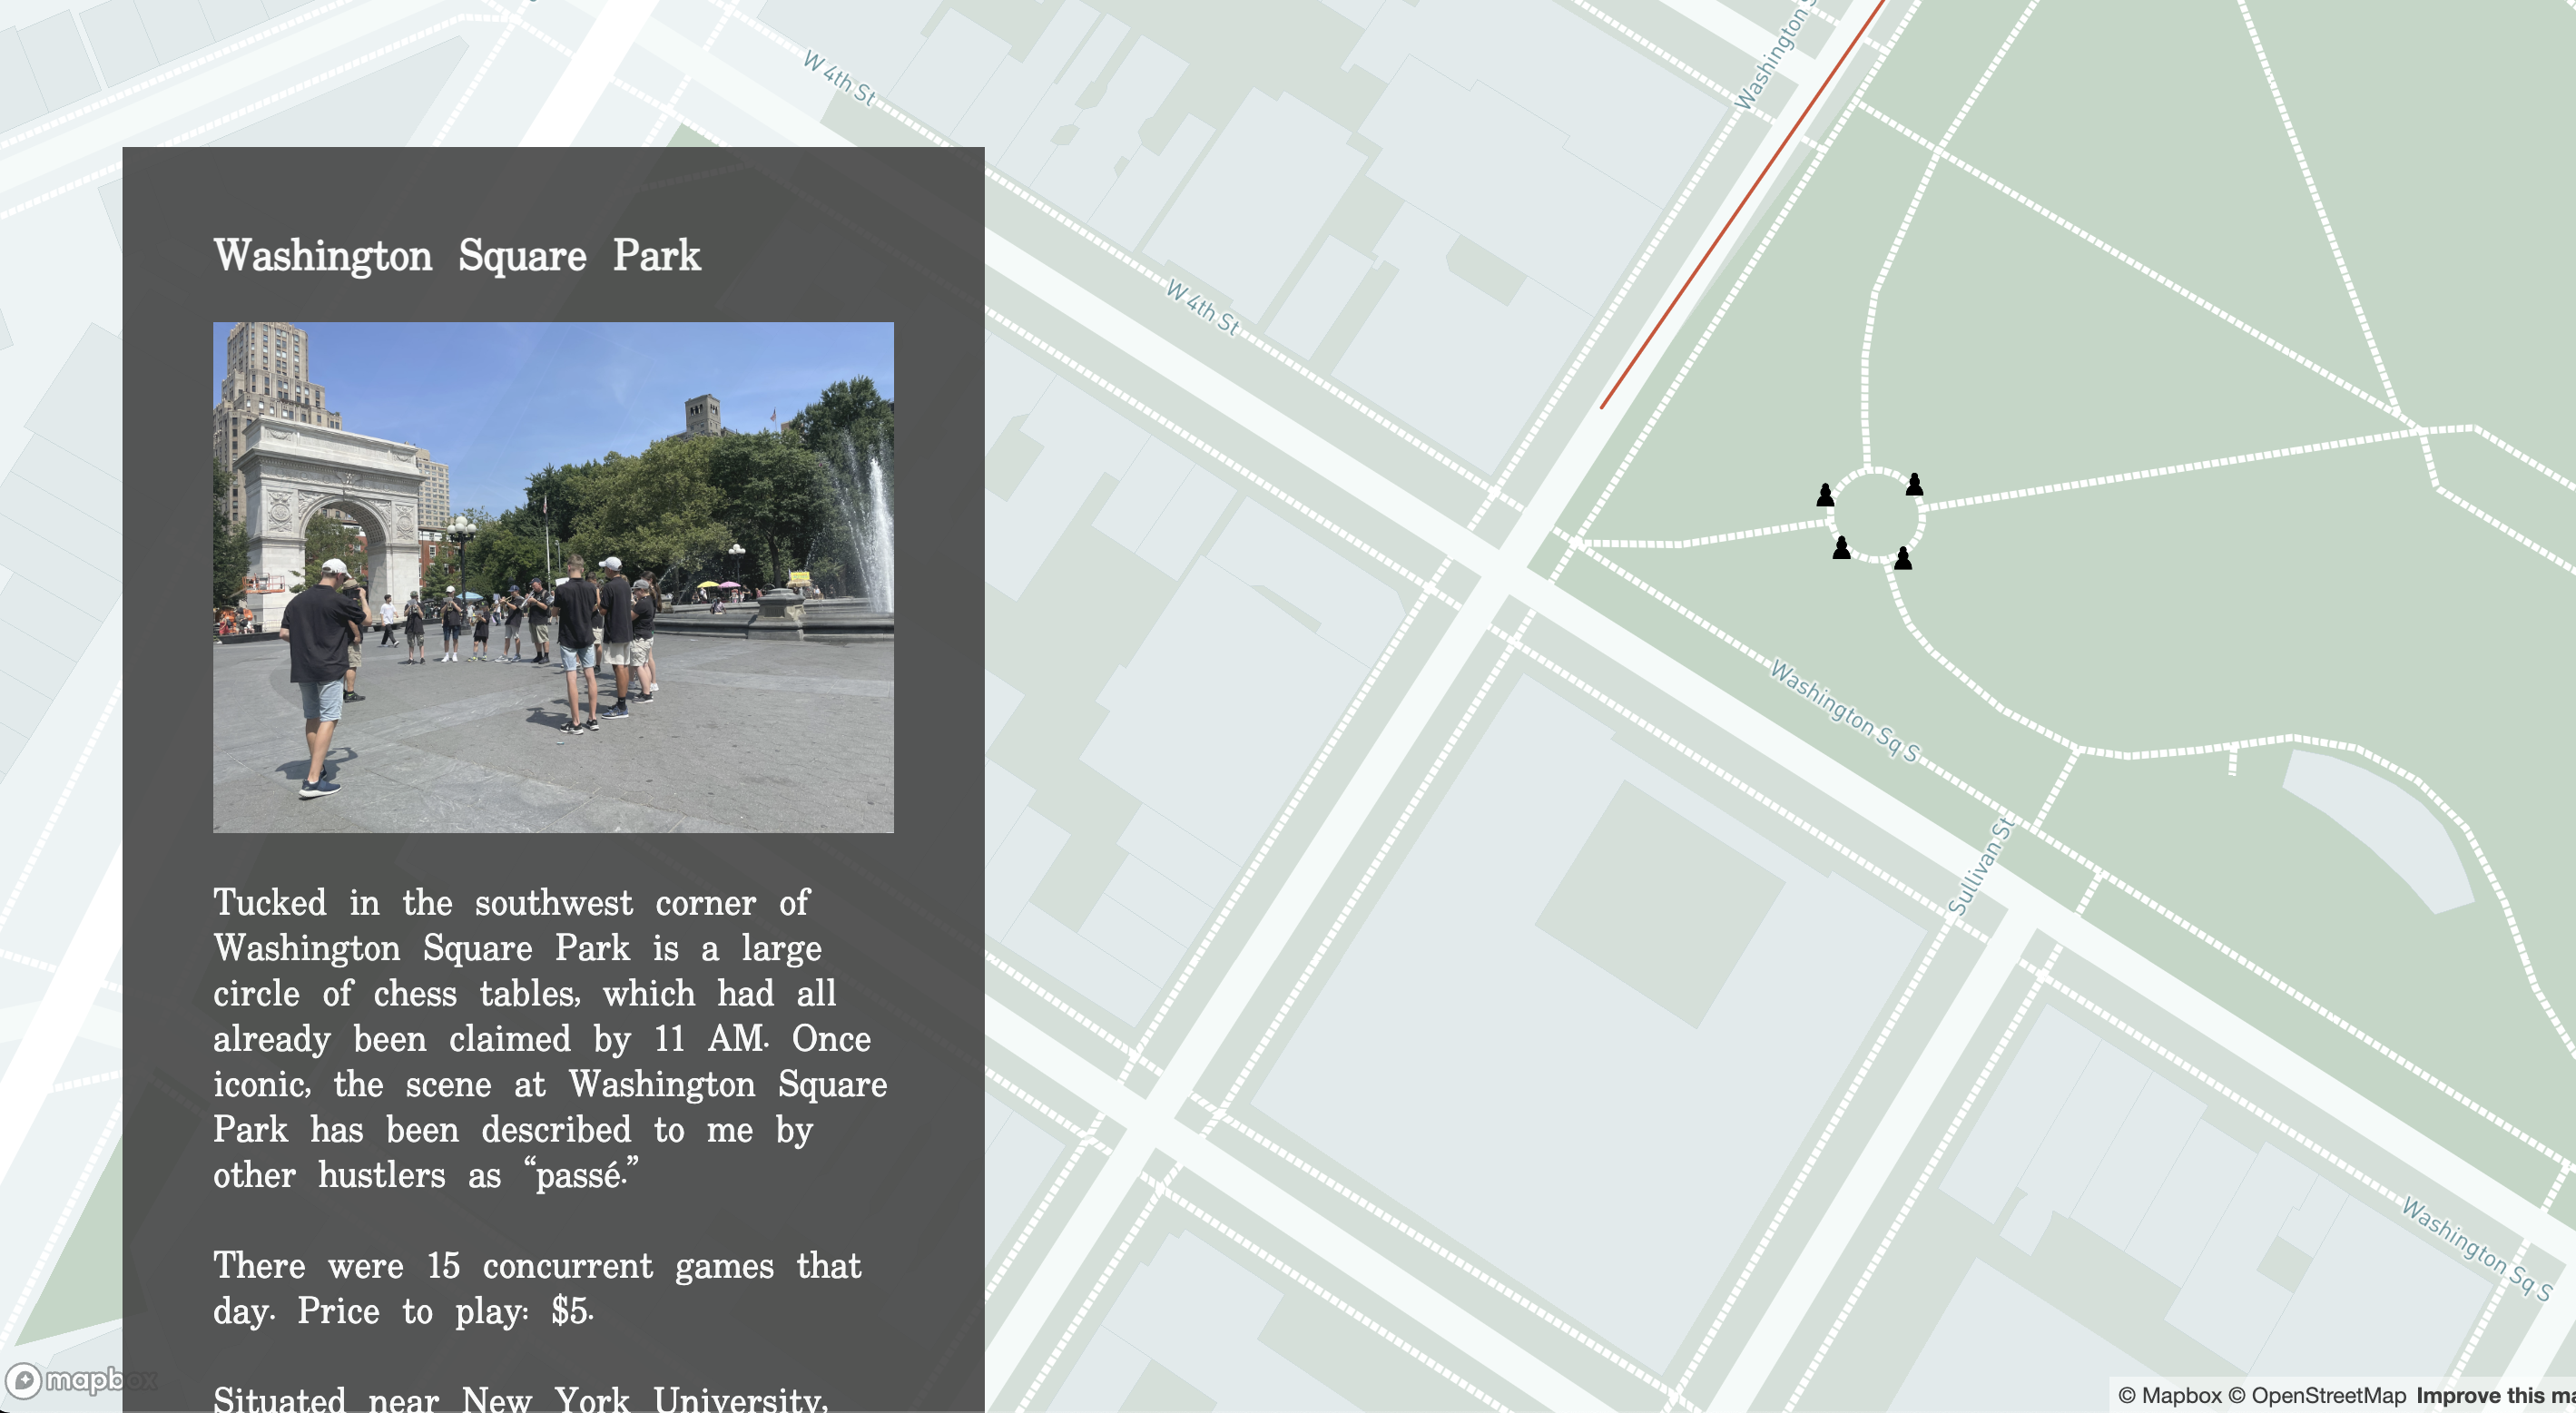 W 4th St
Washington
W 4th St
Washington Square Park
Tucked in the southwest corner of
Washington Square Park is a large
circle of chess tables, which had all
already been claimed by 11 AM. Once
iconic, the scene at Washington Square
Park has been described to me by
other hustlers as “passé.”
There were 15 concurrent games that
day. Price to play: $5.
Situated near New York University,
Washington Sq S
Sullivan St
Washington Sq S
mapbox
© Mapbox © OpenStreetMap Improve this ma